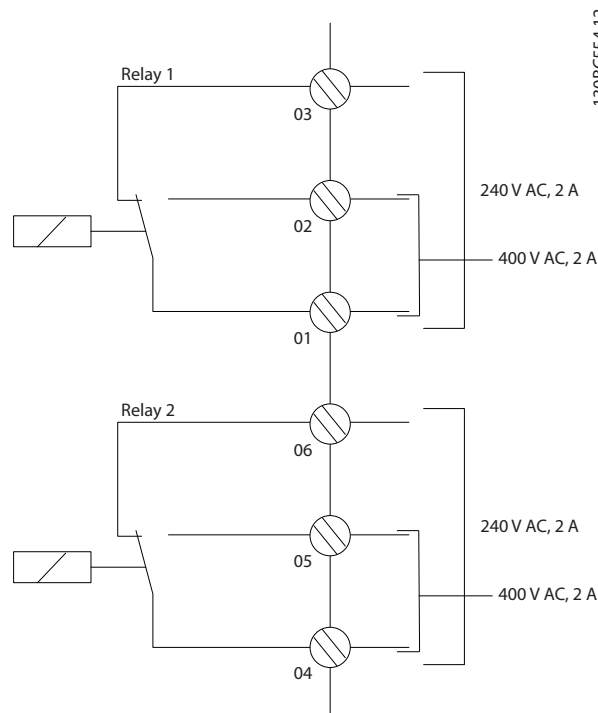 Relay 1
03
02
240 V AC, 2 A
400 V AC, 2 A
01
Relay 2
06
05
240 V AC, 2 A
400 V AC, 2 A
04